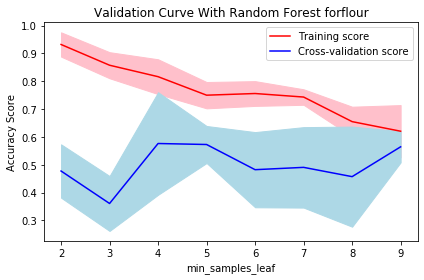 Validation Curve With Random Forest forflour
Training score
Cross-validation score
Accuracy Score
1.0
0.9
0.8
0.7
0.6
0.5
0.4
0.3
2 3 4 5 6 7 8 9
min_samples_leaf